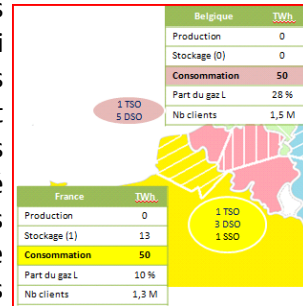 Belgique TWh
Production 0
Stockage (0) 0
Consommation 50
Part du gaz L 28 %
Nb clients 1,5 M
1 TSO
5 DSO
France TWh
Production 0
Stockage (1) 13
Consommation 50
Part du gaz L 10 %
Nb clients 1,3 M
1 TSO
3 DSO
1 SSO